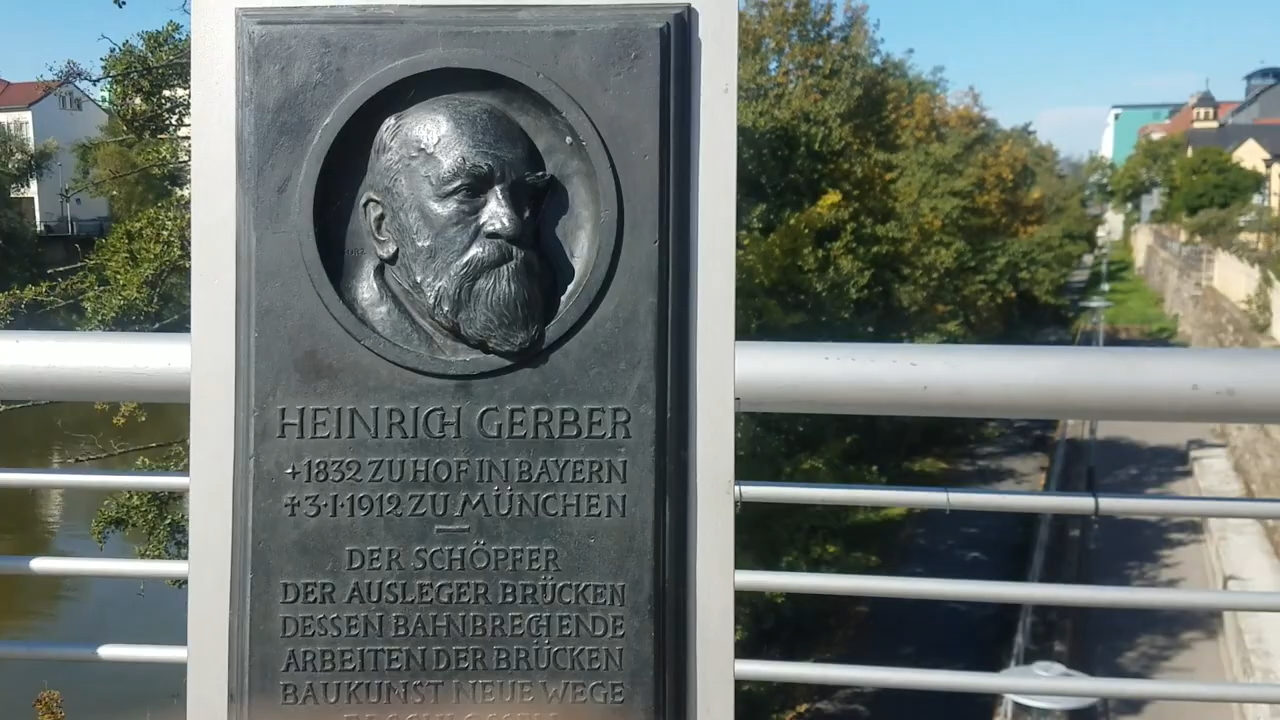 HEINRICH GERBER
+1832 ZU HOF IN BAYERN
†3·1·1912 ZU MÜNCHEN
DER SCHÖPFER
DER AUSLEGER BRÜCKEN
DESSEN BAHNBRECHENDE
ARBEITEN DER BRÜCKEN
BAUKUNST NEUE WEGE